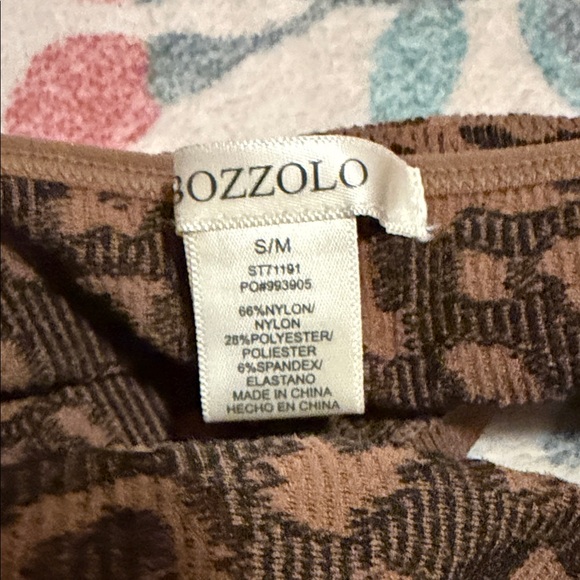 BOZZOLO
S/M
ST71191
PO#993905
66%NYLON/
NYLON
28%POLYESTER/
POLIESTER
6%SPANDEX/
ELASTANO
MADE IN CHINA
HECHO EN CHINA